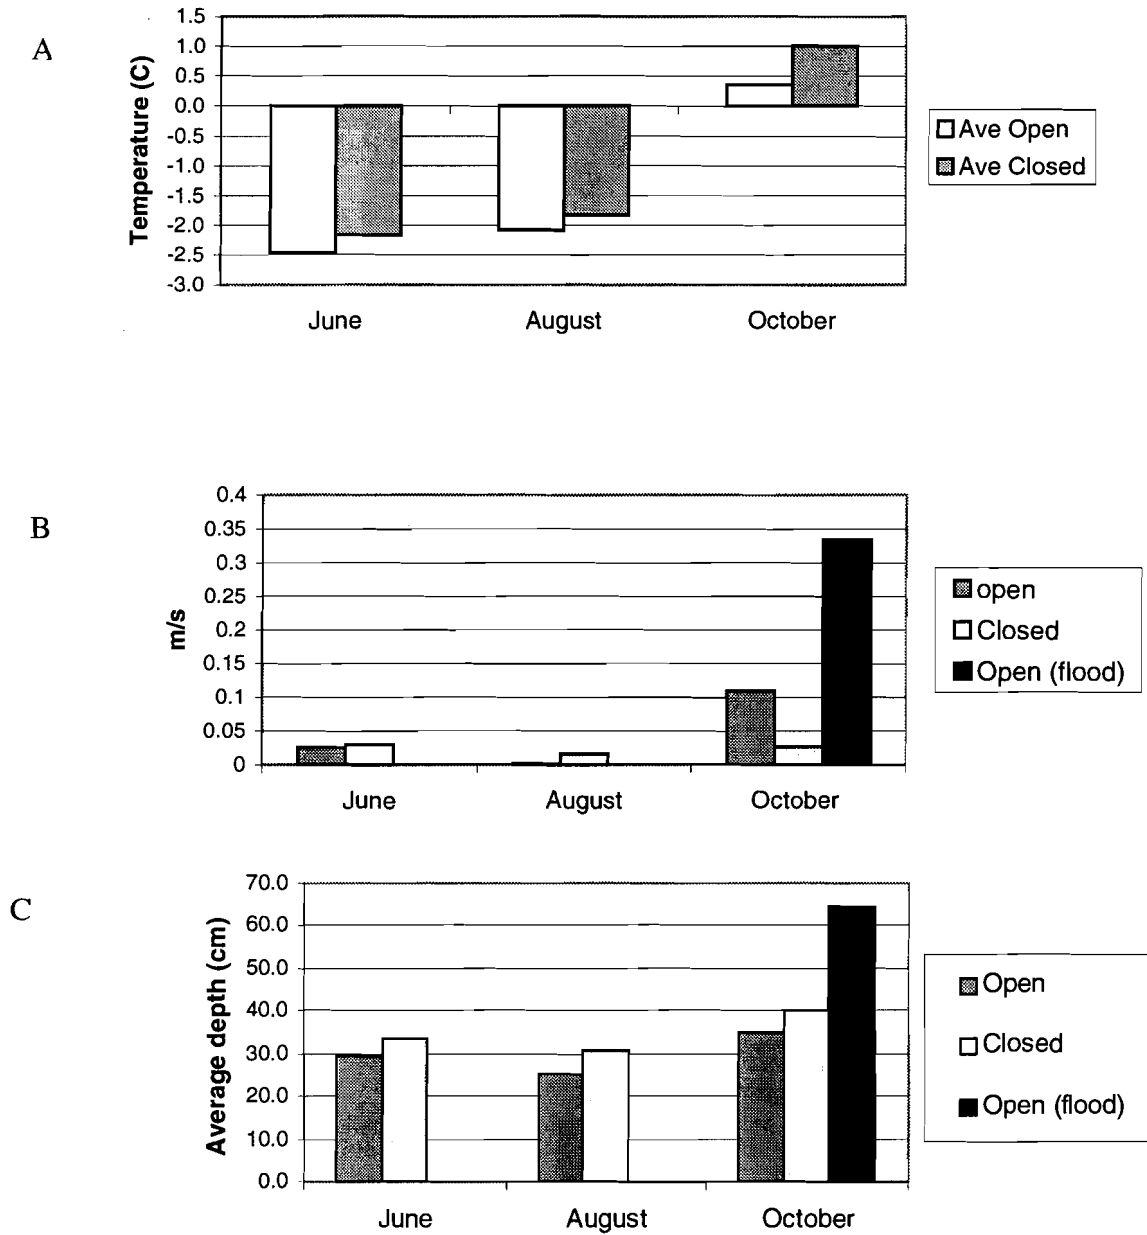 A
Temperature (C)
1.5
1.0
0.5
0.0
-0.5
-1.0
-1.5
-2.0
-2.5
-3.0
June August October
Ave Open
Ave Closed
B
m/s
0.4
0.35
0.3
0.25
0.2
0.15
0.1
0.05
0
June August October
open
Closed
Open (flood)
C
Average depth (cm)
70.0
60.0
50.0
40.0
30.0
20.0
10.0
0.0
June August October
Open
Closed
Open (flood)